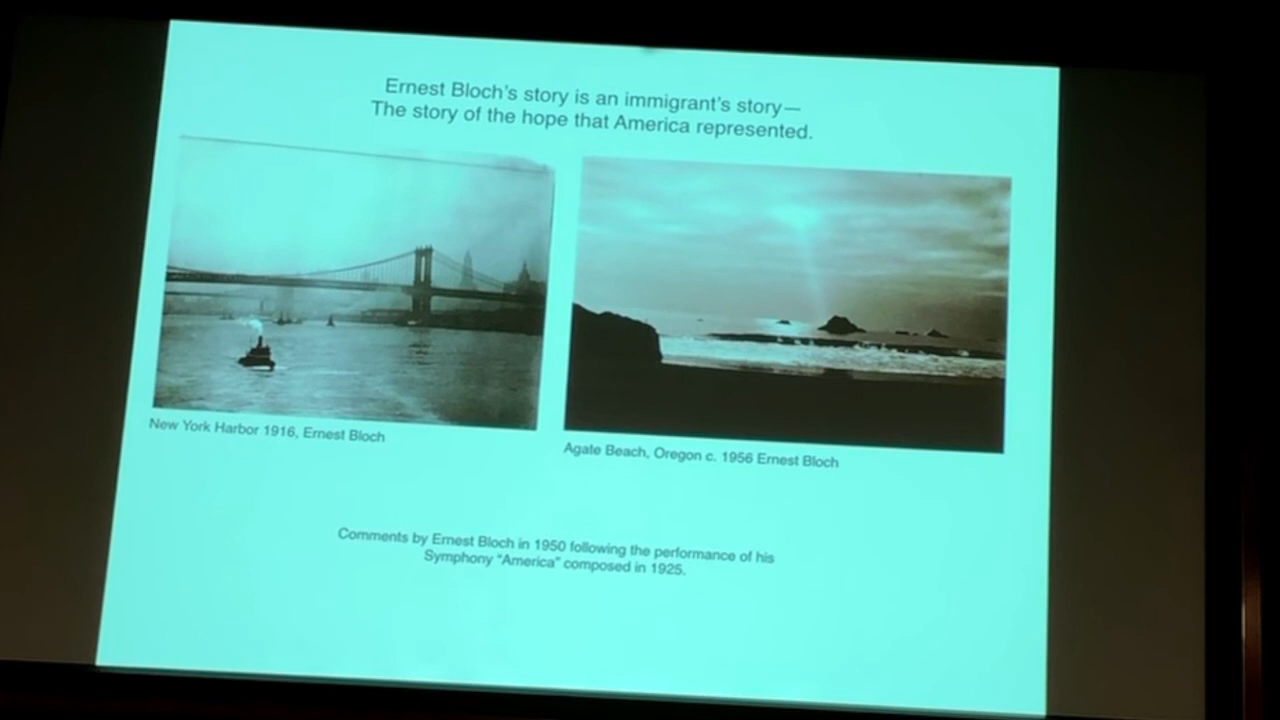 Ernest Bloch's story is an immigrant's story—
The story of the hope that America represented.
New York Harbor 1916, Ernest Bloch
Agate Beach, Oregon c. 1956 Ernest Bloch
Comments by Ernest Bloch in 1950 following the performance of his
Symphony "America" composed in 1925.